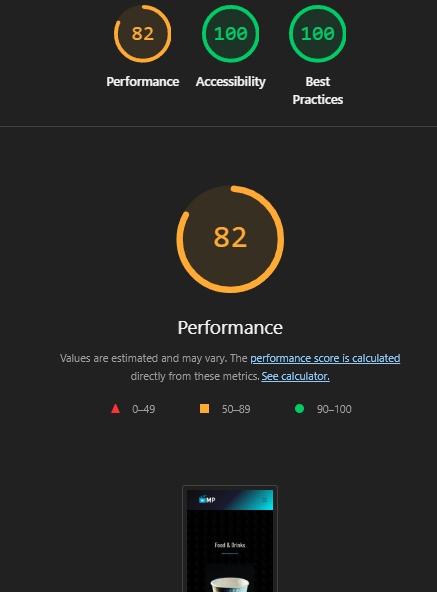 82
100
100
Performance
Accessibility
Best
Practices
82
Performance
Values are estimated and may vary. The performance score is calculated
directly from these metrics. See calculator.
0–49
50–89
90–100
MP
Food & Drinks